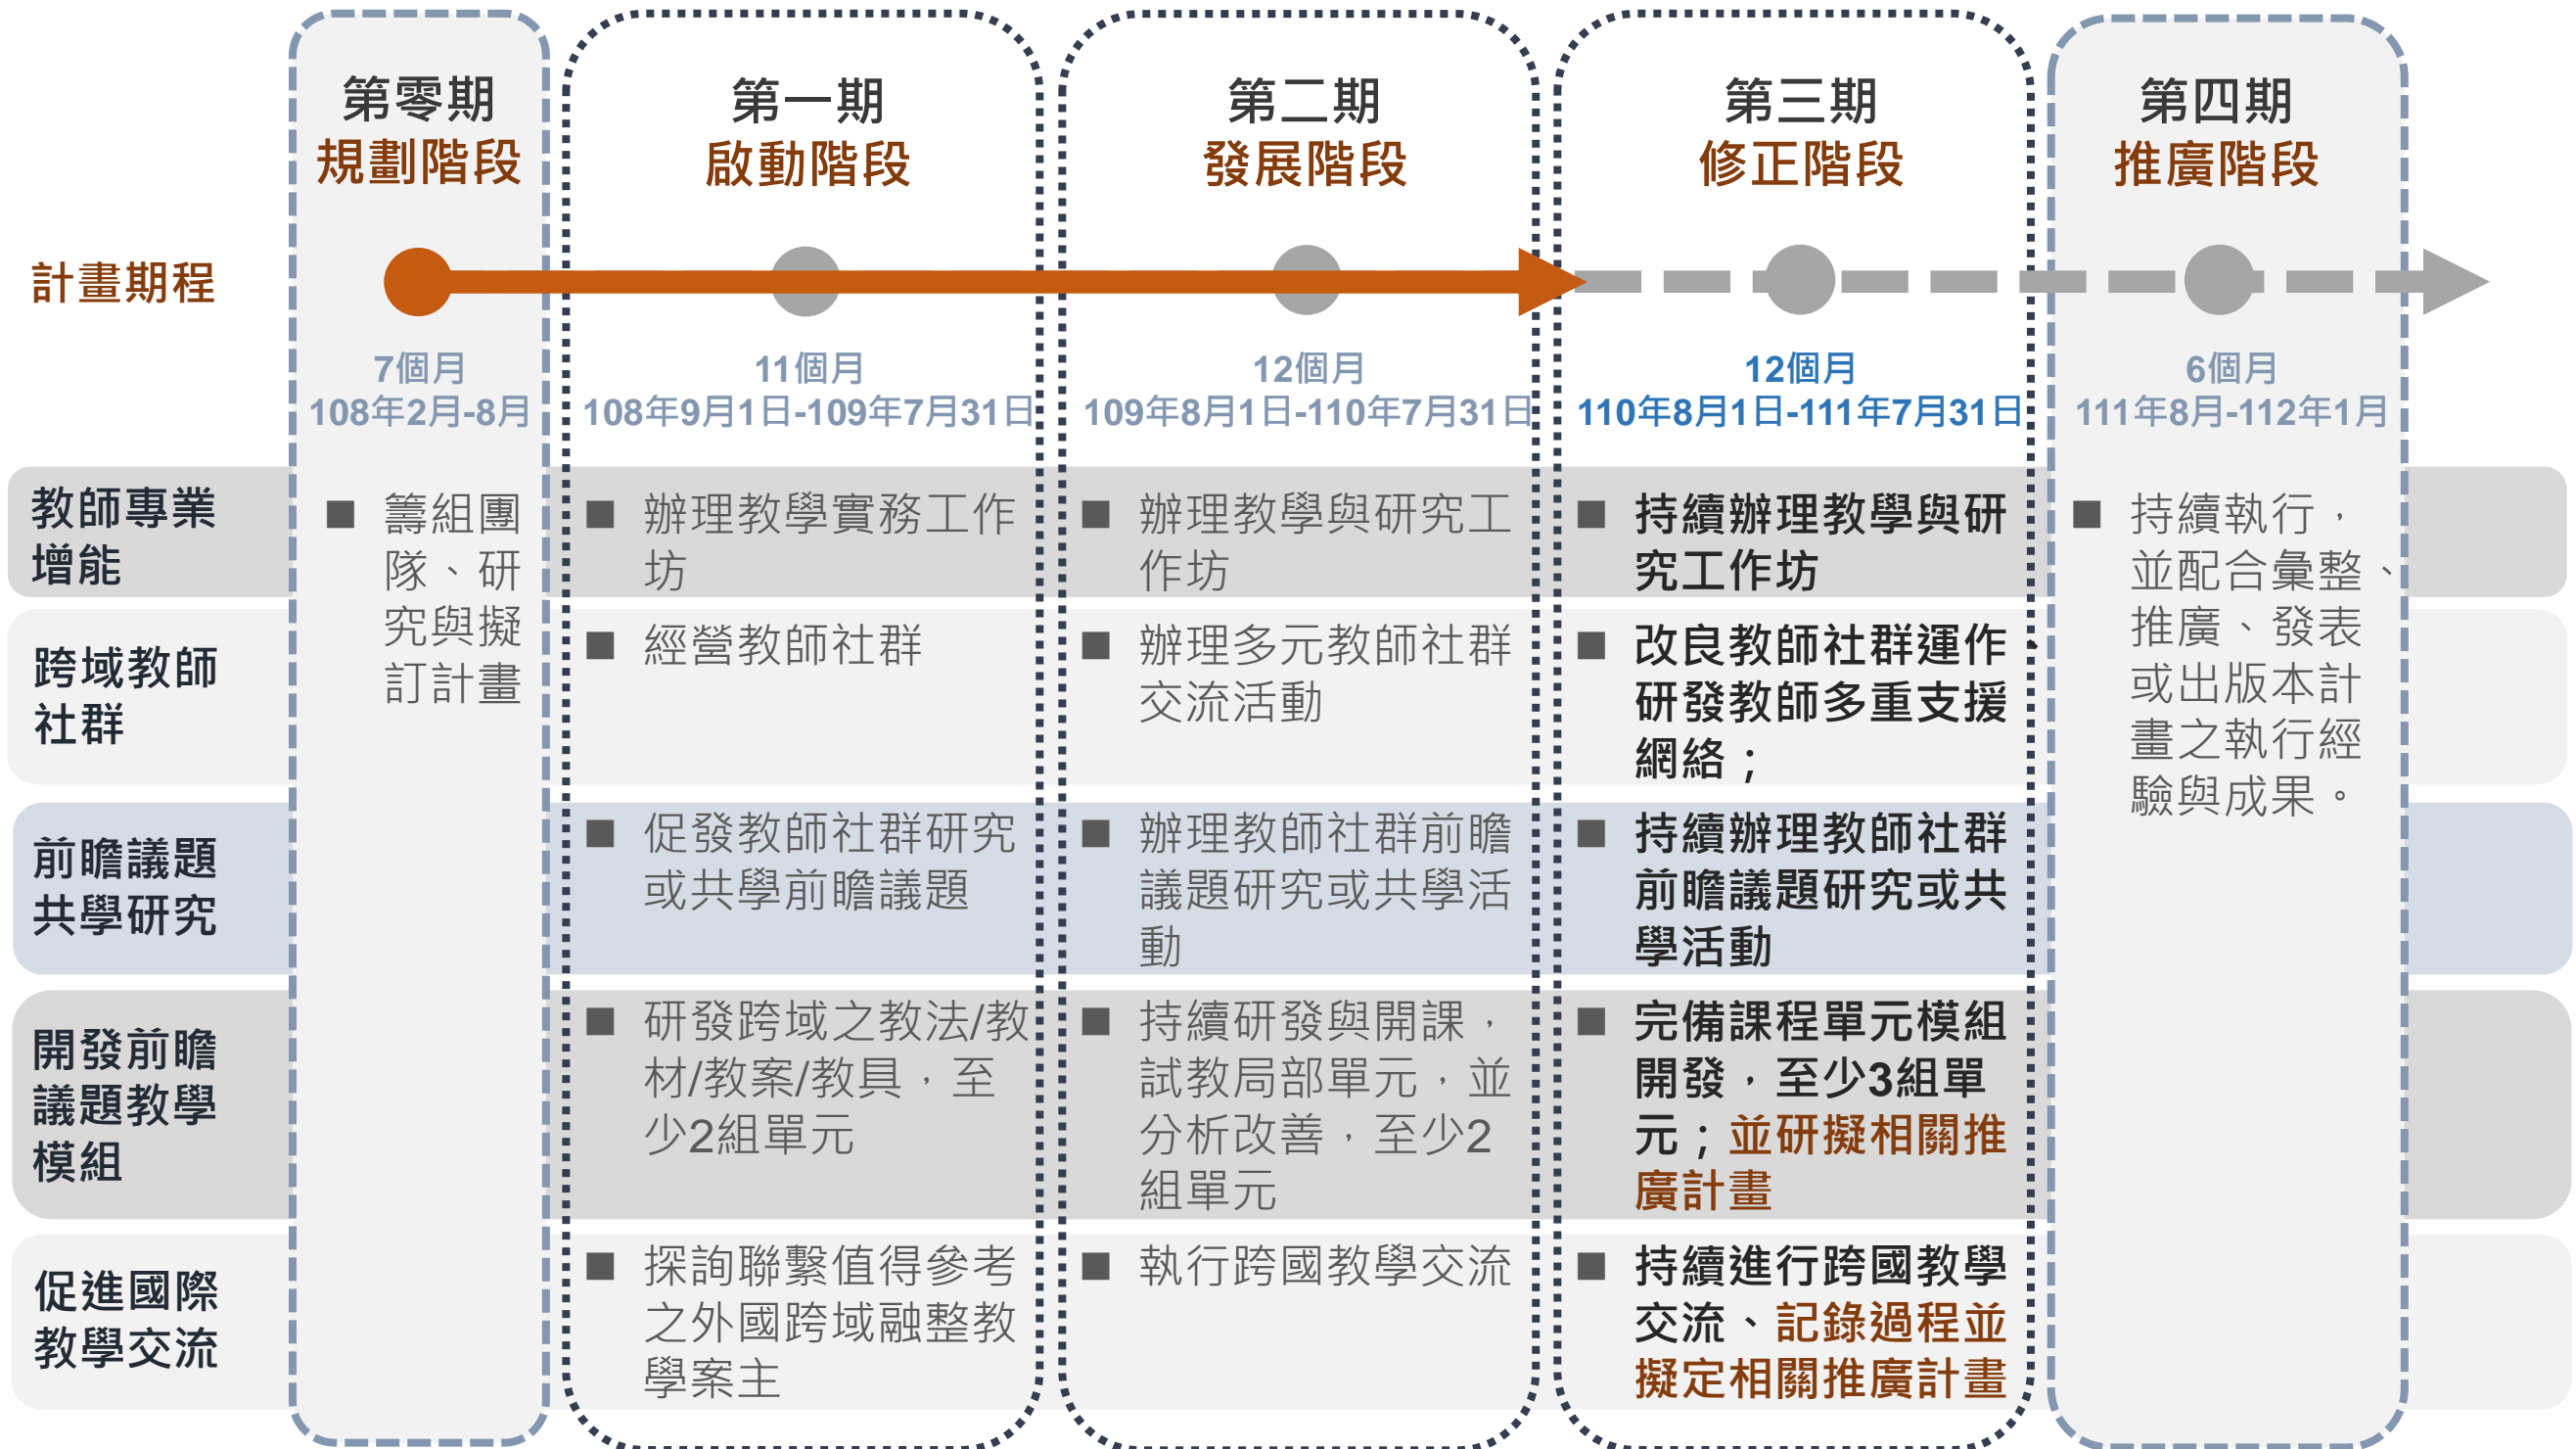 第零期
規劃階段
第一期
啟動階段
第二期
發展階段
第三期
修正階段
第四期
推廣階段
計畫期程
7個月
108年2月-8月
11個月
108年9月1日-109年7月31日
12個月
109年8月1日-110年7月31日
12個月
110年8月1日-111年7月31日
6個月
111年8月-112年1月
教師專業
增能
■ 籌組團
隊、研
究與擬
訂計畫
■ 辦理教學實務工作
坊
■ 辦理教學與研究工
作坊
■ 持續辦理教學與研
究工作坊
■ 持續執行，
並配合彙整、
推廣、發表
或出版本計
畫之執行經
驗與成果。
跨域教師
社群
■ 經營教師社群
■ 辦理多元教師社群
交流活動
■ 改良教師社群運作、
研發教師多重支援
網絡；
前瞻議題
共學研究
■ 促發教師社群研究
或共學前瞻議題
■ 辦理教師社群前瞻
議題研究或共學活
動
■ 持續辦理教師社群
前瞻議題研究或共
學活動
開發前瞻
議題教學
模組
■ 研發跨域之教法/教
材/教案/教具，至
少2組單元
■ 持續研發與開課，
試教局部單元，並
分析改善，至少2
組單元
■ 完備課程單元模組
開發，至少3組單
元；並研擬相關推
廣計畫
促進國際
教學交流
■ 探詢聯繫值得參考
之外國跨域融整教
學案主
■ 執行跨國教學交流
■ 持續進行跨國教學
交流、記錄過程並
擬定相關推廣計畫